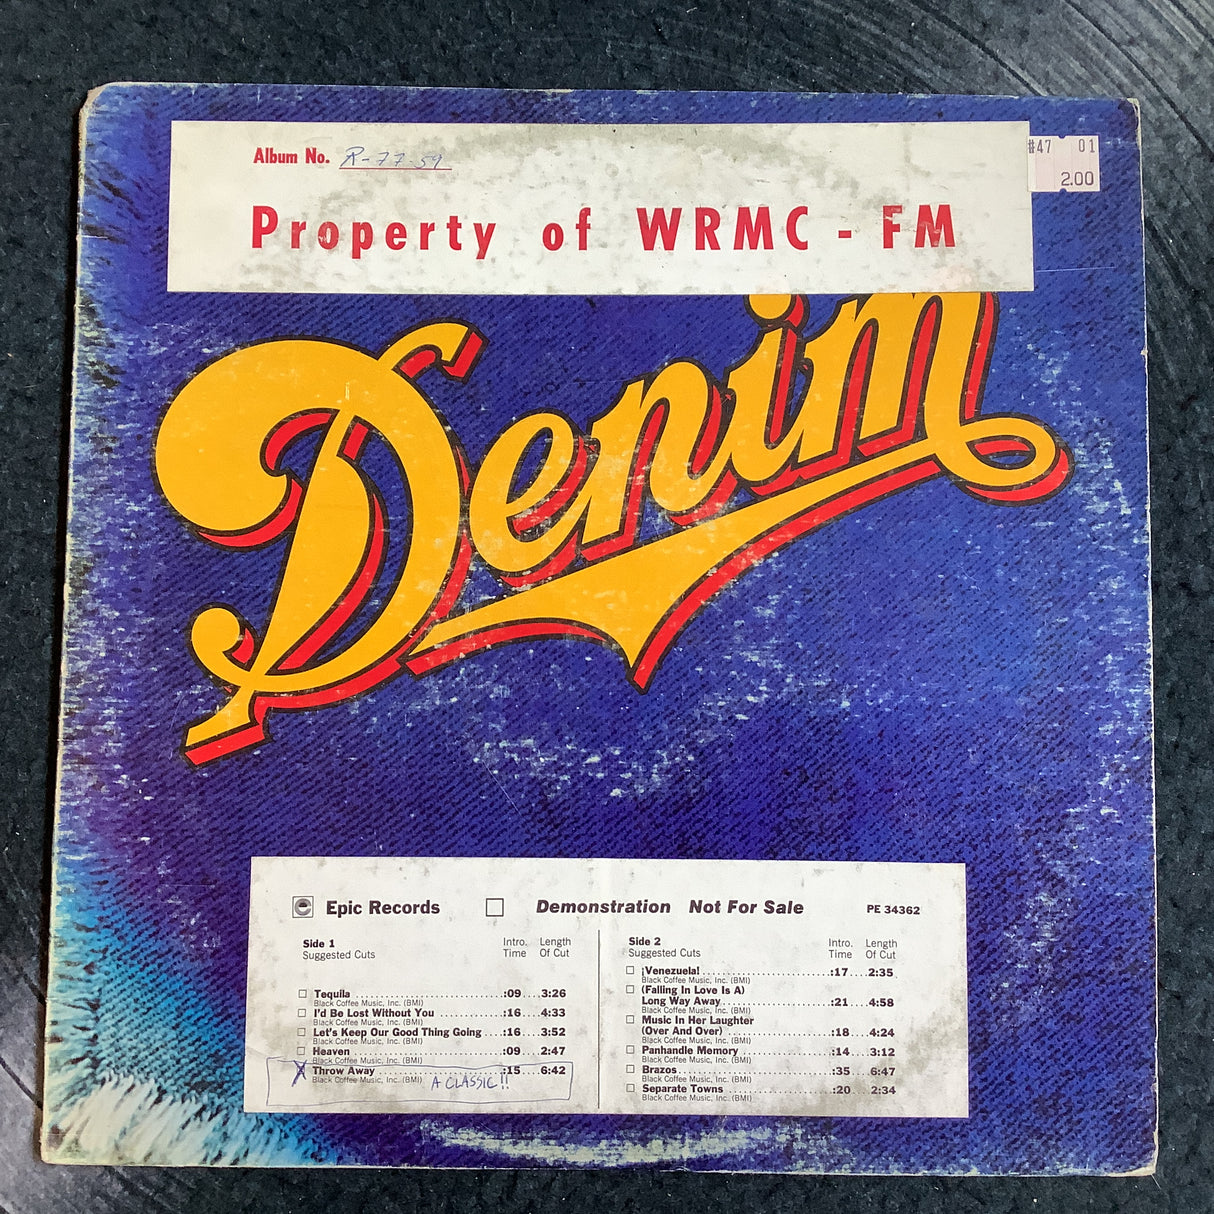 Album No. R-77-59
#47 01
2.00
Property of WRMC - FM
Denim
Epic Records
Demonstration Not For Sale
PE 34362
Side 1
Suggested Cuts
Intro. Time
Length Of Cut
Tequila :09 3:26
Black Coffee Music, Inc. (BMI)
I'd Be Lost Without You :16 4:33
Black Coffee Music, Inc. (BMI)
Let's Keep Our Good Thing Going :16 3:52
Black Coffee Music, Inc. (BMI)
Heaven :09 2:47
Black Coffee Music, Inc. (BMI)
X Throw Away :15 6:42
Black Coffee Music, Inc. (BMI)
A CLASSIC!!
Side 2
Suggested Cuts
Intro. Time
Length Of Cut
¡Venezuela! :17 2:35
Black Coffee Music, Inc. (BMI)
(Falling In Love Is A)
Long Way Away :21 4:58
Black Coffee Music, Inc. (BMI)
Music In Her Laughter
(Over And Over) :18 4:24
Black Coffee Music, Inc. (BMI)
Panhandle Memory :14 3:12
Black Coffee Music, Inc. (BMI)
Brazos :35 6:47
Black Coffee Music, Inc. (BMI)
Separate Towns :20 2:34
Black Coffee Music, Inc. (BMI)